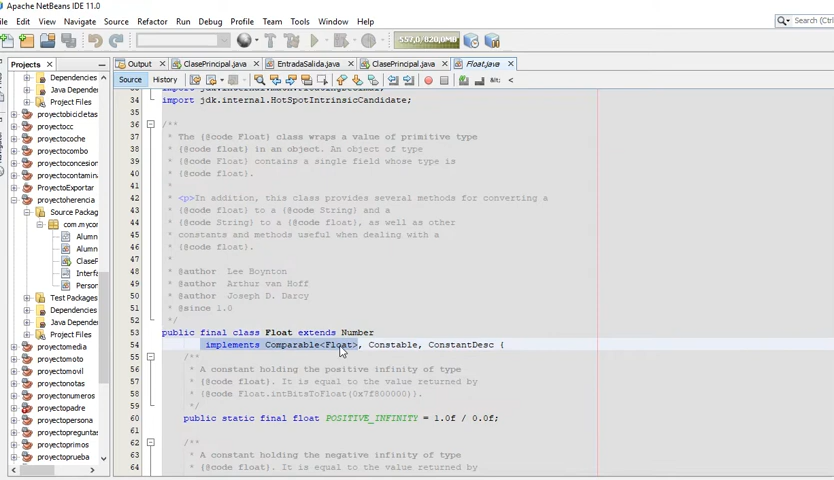 Apache NetBeans IDE 11.0
File Edit View Navigate Source Refactor Run Debug Profile Team Tools Window Help
Search (Ctrl
557,0/820,0MB
Projects
Output ClasePrincipal.java EntradaSalida.java ClasePrincipal.java Float.java
Source History
Dependencies
Java Dependen
Project Files
proyectobicicletas
proyectocc
proyectocoche
proyectocombo
proyectoconcesion
proyectocontamina
ProyectoExportar
proyectoherencia
Source Packag
com.mycom
Alumn
Alumn
ClaseP
Interfa
Person
Test Packages
Dependencies
Java Dependen
Project Files
proyectomedia
proyectomoto
proyectomovil
proyectonotas
proyectonumeros
proyectopadre
proyectopersona
proyectopreguntas
proyectoprimos
proyectoprueba
34 import jdk.internal.HotSpotIntrinsicCandidate;
35
36 /**
37 * The {@code Float} class wraps a value of primitive type
38 * {@code float} in an object. An object of type
39 * {@code Float} contains a single field whose type is
40 * {@code float}.
41 *
42 * <p>In addition, this class provides several methods for converting a
43 * {@code float} to a {@code String} and a
44 * {@code String} to a {@code float}, as well as other
45 * constants and methods useful when dealing with a
46 * {@code float}.
47 *
48 * @author Lee Boynton
49 * @author Arthur van Hoff
50 * @author Joseph D. Darcy
51 * @since 1.0
52 */
53 public final class Float extends Number
54 implements Comparable<Float>, Constable, ConstantDesc {
55 /**
56 * A constant holding the positive infinity of type
57 * {@code float}. It is equal to the value returned by
58 * {@code Float.intBitsToFloat(0x7f800000)}.
59 */
60 public static final float POSITIVE_INFINITY = 1.0f / 0.0f;
61
62 /**
63 * A constant holding the negative infinity of type
64 * {@code float}. It is equal to the value returned by